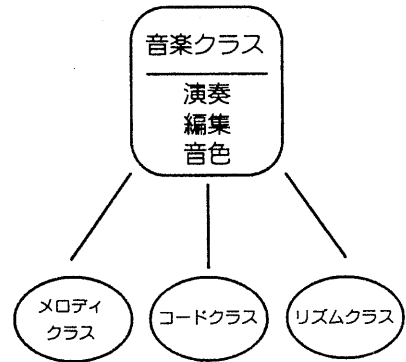 音楽クラス
演奏
編集
音色
メロディ
クラス
コードクラス
リズムクラス